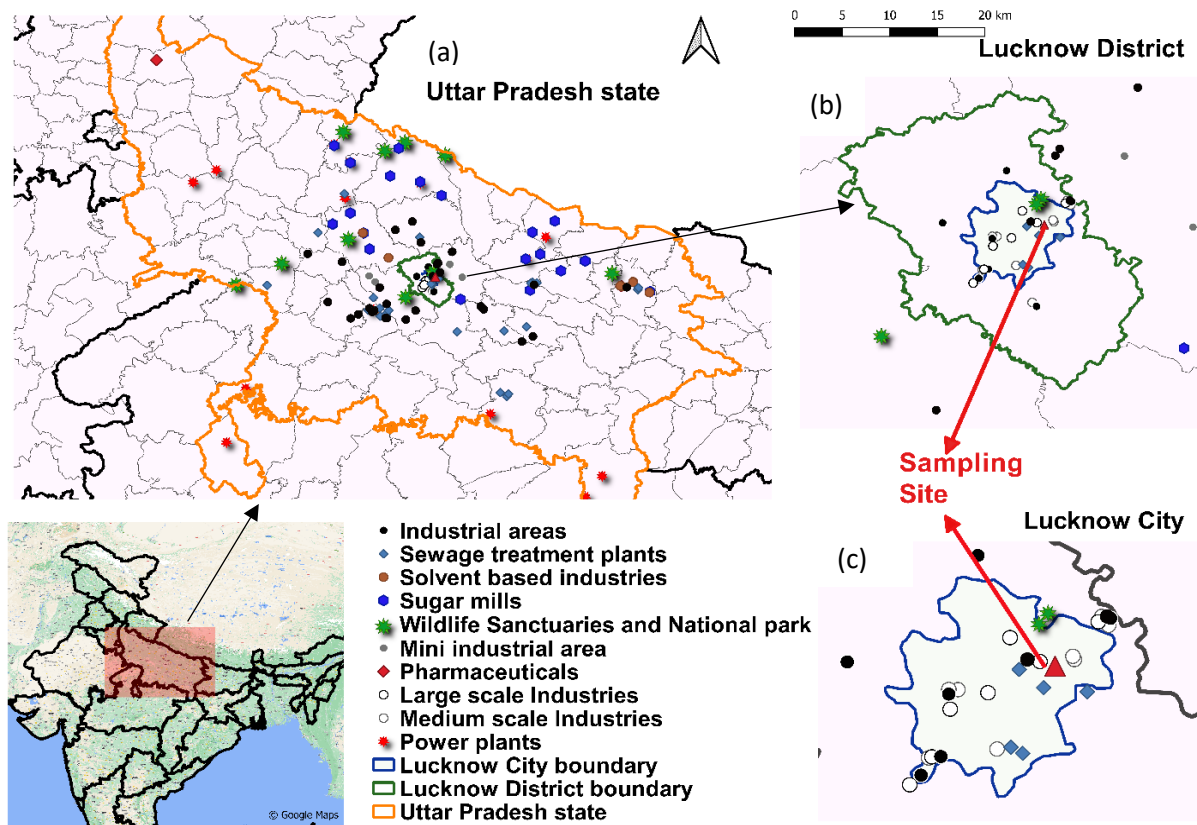 (a)
Uttar Pradesh state
0 5 10 15 20 km
Lucknow District
(b)
Sampling
Site
Lucknow City
(c)
Industrial areas
Sewage treatment plants
Solvent based industries
Sugar mills
Wildlife Sanctuaries and National park
Mini industrial area
Pharmaceuticals
Large scale Industries
Medium scale Industries
Power plants
Lucknow City boundary
Lucknow District boundary
Uttar Pradesh state
© Google Maps